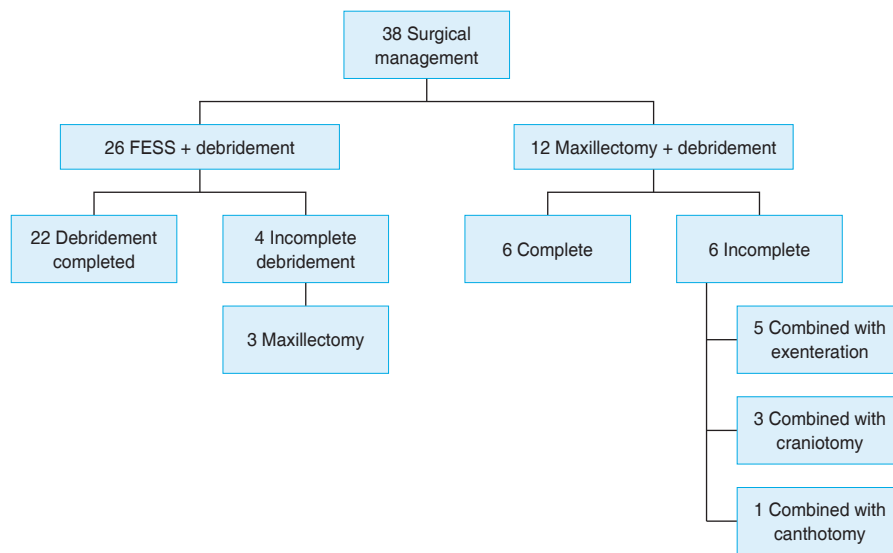 38 Surgical
management
26 FESS + debridement
12 Maxillectomy + debridement
22 Debridement
completed
4 Incomplete
debridement
6 Complete
6 Incomplete
3 Maxillectomy
5 Combined with
exenteration
3 Combined with
craniotomy
1 Combined with
canthotomy